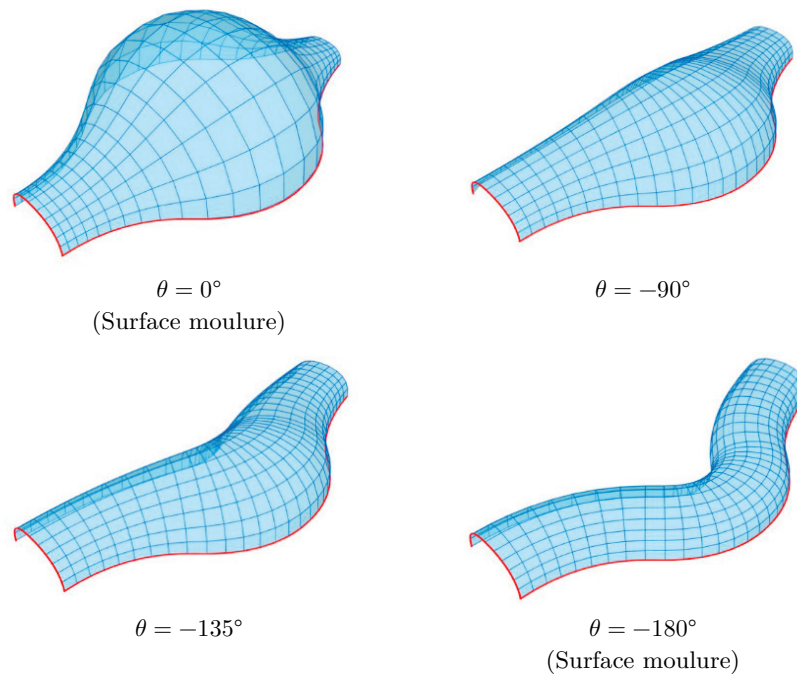 θ = 0°
(Surface moulure)
θ = −90°
θ = −135°
θ = −180°
(Surface moulure)